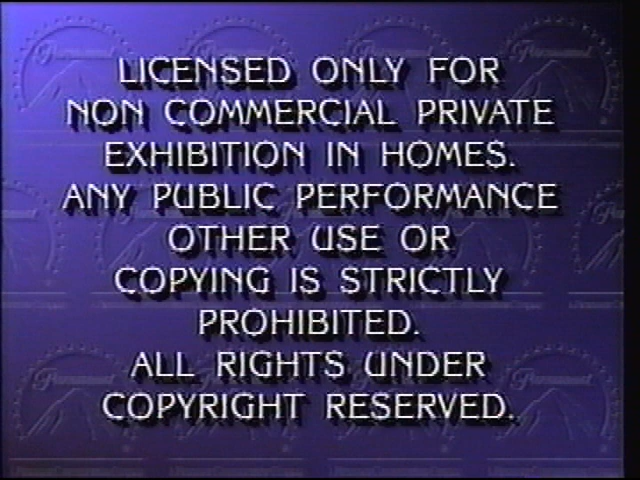 LICENSED ONLY FOR
NON COMMERCIAL PRIVATE
EXHIBITION IN HOMES.
ANY PUBLIC PERFORMANCE
OTHER USE OR
COPYING IS STRICTLY
PROHIBITED.
ALL RIGHTS UNDER
COPYRIGHT RESERVED.